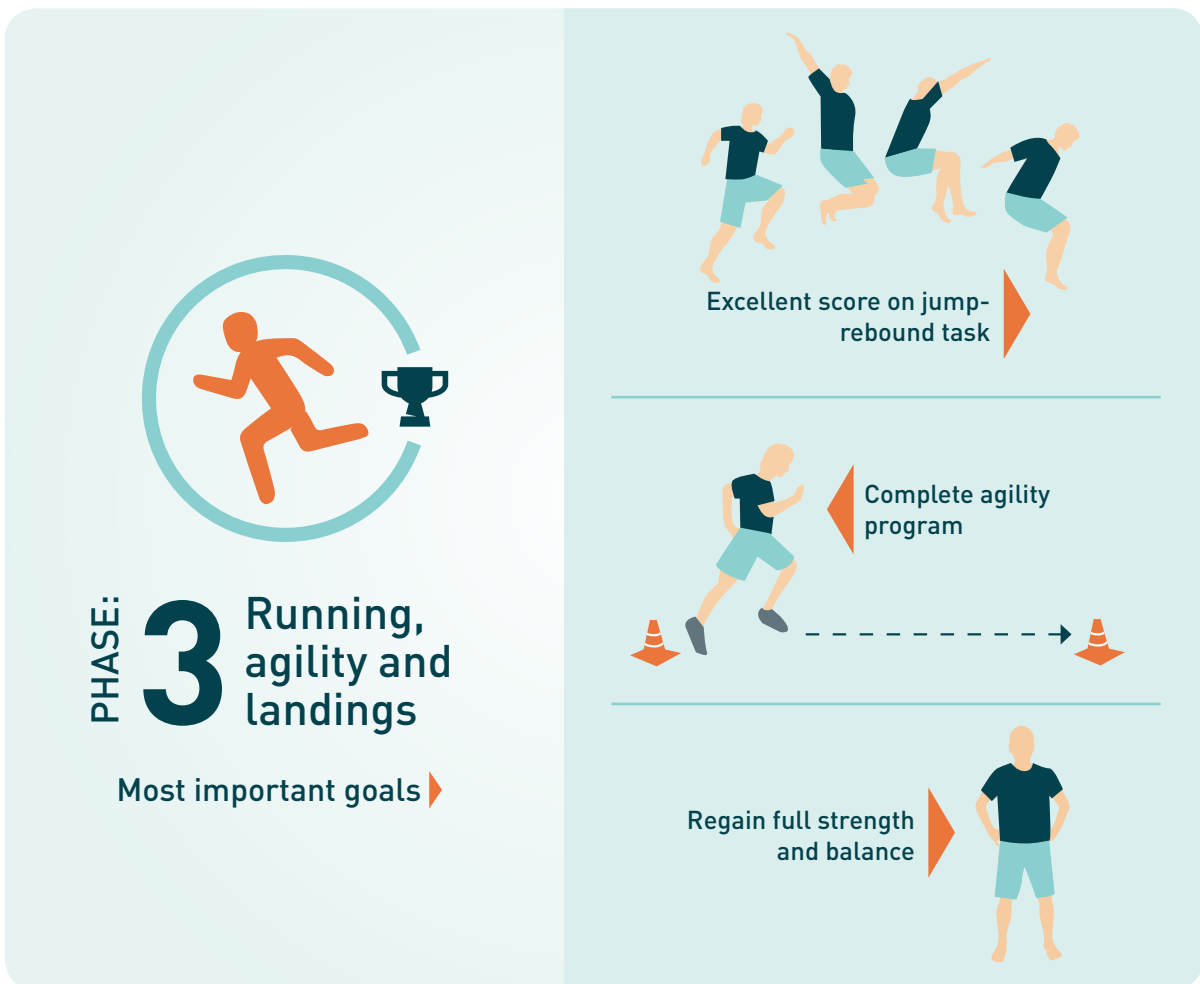 PHASE:
3
Running,
agility and
landings
Most important goals
Excellent score on jump-
rebound task
Complete agility
program
Regain full strength
and balance